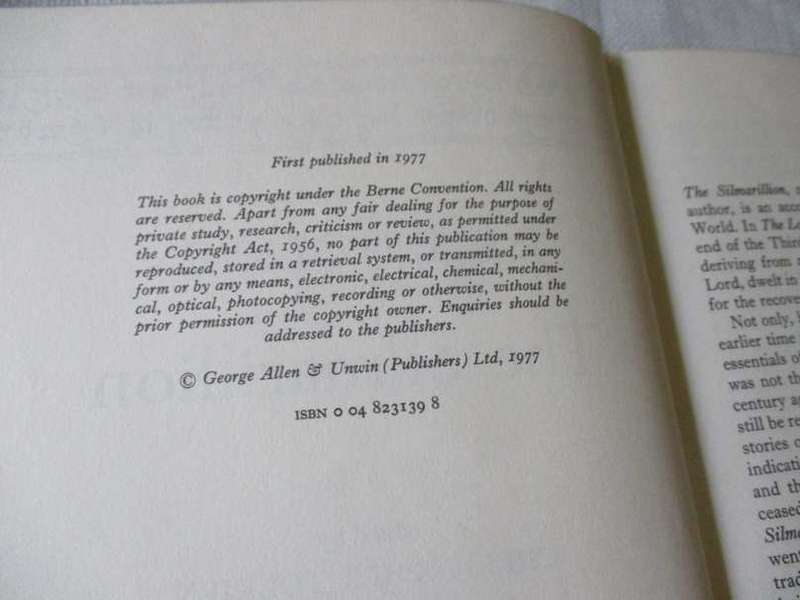 First published in 1977
This book is copyright under the Berne Convention. All rights
are reserved. Apart from any fair dealing for the purpose of
private study, research, criticism or review, as permitted under
the Copyright Act, 1956, no part of this publication may be
reproduced, stored in a retrieval system, or transmitted, in any
form or by any means, electronic, electrical, chemical, mechani-
cal, optical, photocopying, recording or otherwise, without the
prior permission of the copyright owner. Enquiries should be
addressed to the publishers.
© George Allen & Unwin (Publishers) Ltd, 1977
ISBN 0 04 823139 8
The Silmarillion,
author, is an
World. In The
end of the
deriving from
Lord, dwelt in
for the
Not only,
earlier time
essentials
was not
century
still be
stories
and
went